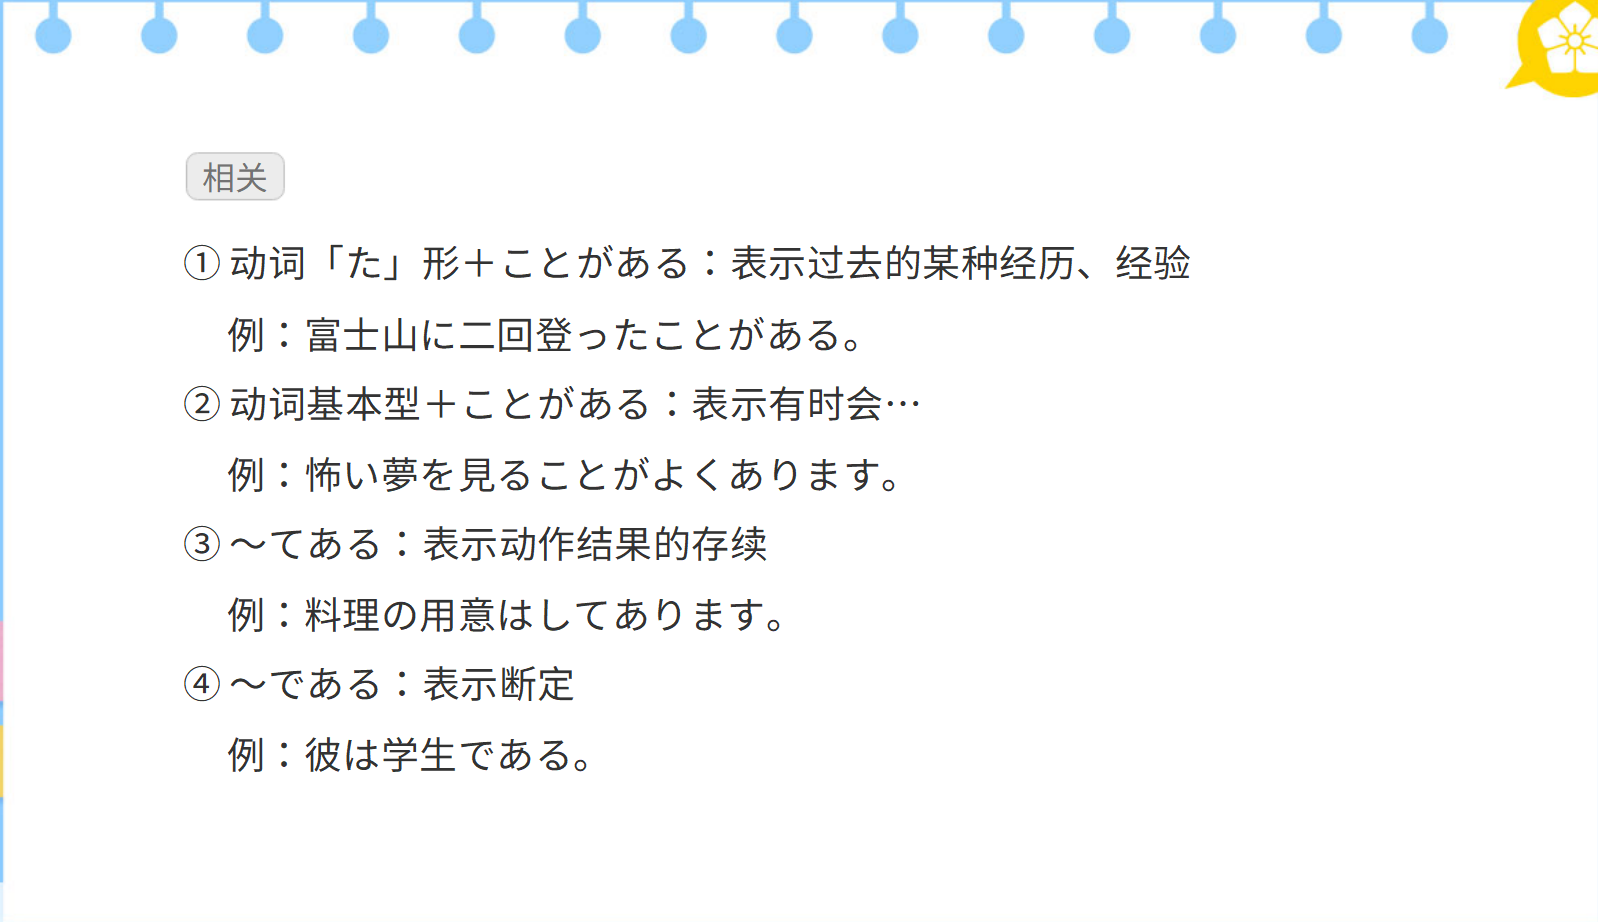 相关
① 动词「た」形＋ことがある：表示过去的某种经历、经验
例：富士山に二回登ったことがある。
② 动词基本型＋ことがある：表示有时会…
例：怖い夢を見ることがよくあります。
③ ～てある：表示动作结果的存续
例：料理の用意はしてあります。
④ ～である：表示断定
例：彼は学生である。